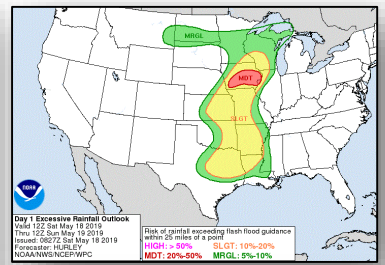 MRGL
MDT
SLGT
NOAA
Day 1 Excessive Rainfall Outlook
Valid 12Z Sat May 18 2019
Thru 12Z Sun May 19 2019
Issued: 0827Z Sat May 18 2019
Forecaster: HURLEY
NOAA/NWS/NCEP/WPC
Risk of rainfall exceeding flash flood guidance
within 25 miles of a point
HIGH: > 50% SLGT: 10%-20%
MDT: 20%-50% MRGL: 5%-10%